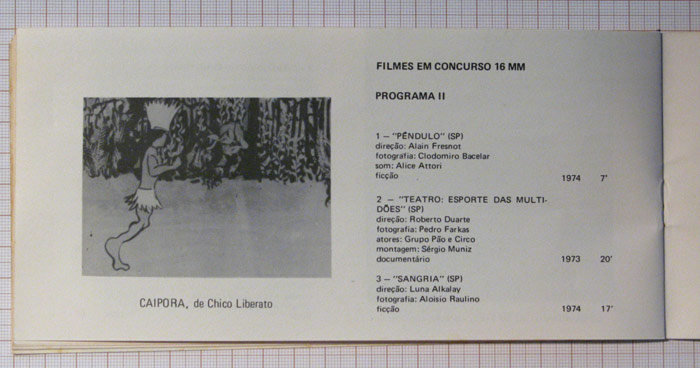 CAIPORA, de Chico Liberato
FILMES EM CONCURSO 16 MM
PROGRAMA II
1 – "PÊNDULO" (SP)
direção: Alain Fresnot
fotografia: Clodomiro Bacelar
som: Alice Attori
ficção 1974 7'
2 – "TEATRO: ESPORTE DAS MULTI-
DÕES" (SP)
direção: Roberto Duarte
fotografia: Pedro Farkas
atores: Grupo Pão e Circo
montagem: Sérgio Muniz
documentário 1973 20'
3 – "SANGRIA" (SP)
direção: Luna Alkalay
fotografia: Aloisio Raulino
ficção 1974 17'